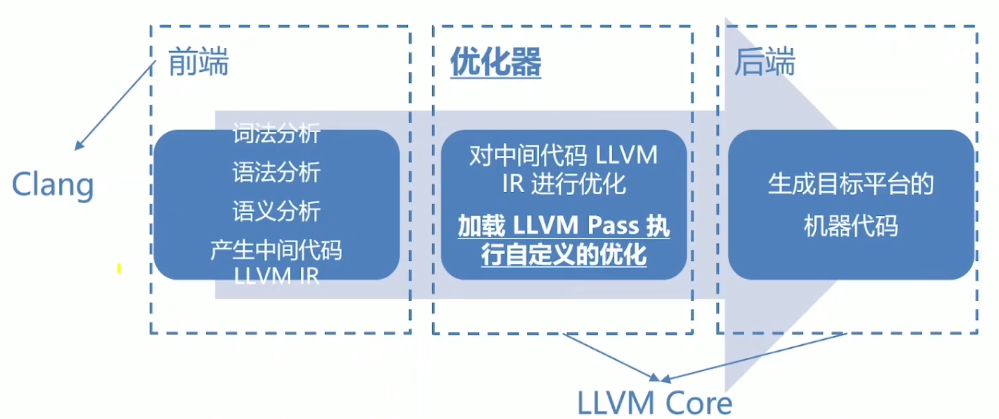 前端
优化器
后端
词法分析
语法分析
语义分析
产生中间代码
LLVM IR
对中间代码 LLVM
IR 进行优化
加载 LLVM Pass 执
行自定义的优化
生成目标平台的
机器代码
Clang
LLVM Core